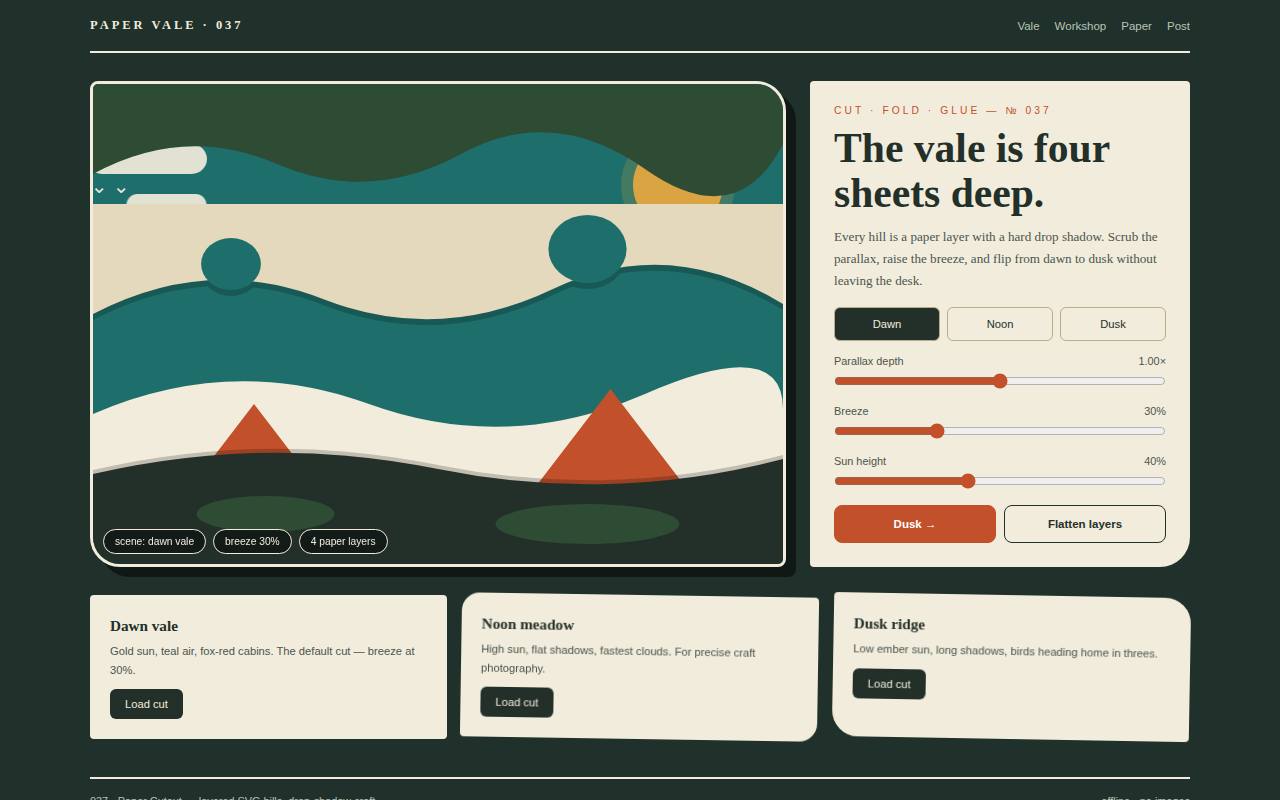 PAPER VALE · 037
Vale Workshop Paper Post
CUT · FOLD · GLUE — № 037
The vale is four
sheets deep.
Every hill is a paper layer with a hard drop shadow. Scrub the
parallax, raise the breeze, and flip from dawn to dusk without
leaving the desk.
Dawn Noon Dusk
Parallax depth 1.00×
Breeze 30%
Sun height 40%
Dusk → Flatten layers
scene: dawn vale breeze 30% 4 paper layers
Dawn vale
Gold sun, teal air, fox-red cabins. The default cut — breeze at
30%.
Load cut
Noon meadow
High sun, flat shadows, fastest clouds. For precise craft
photography.
Load cut
Dusk ridge
Low ember sun, long shadows, birds heading home in threes.
Load cut